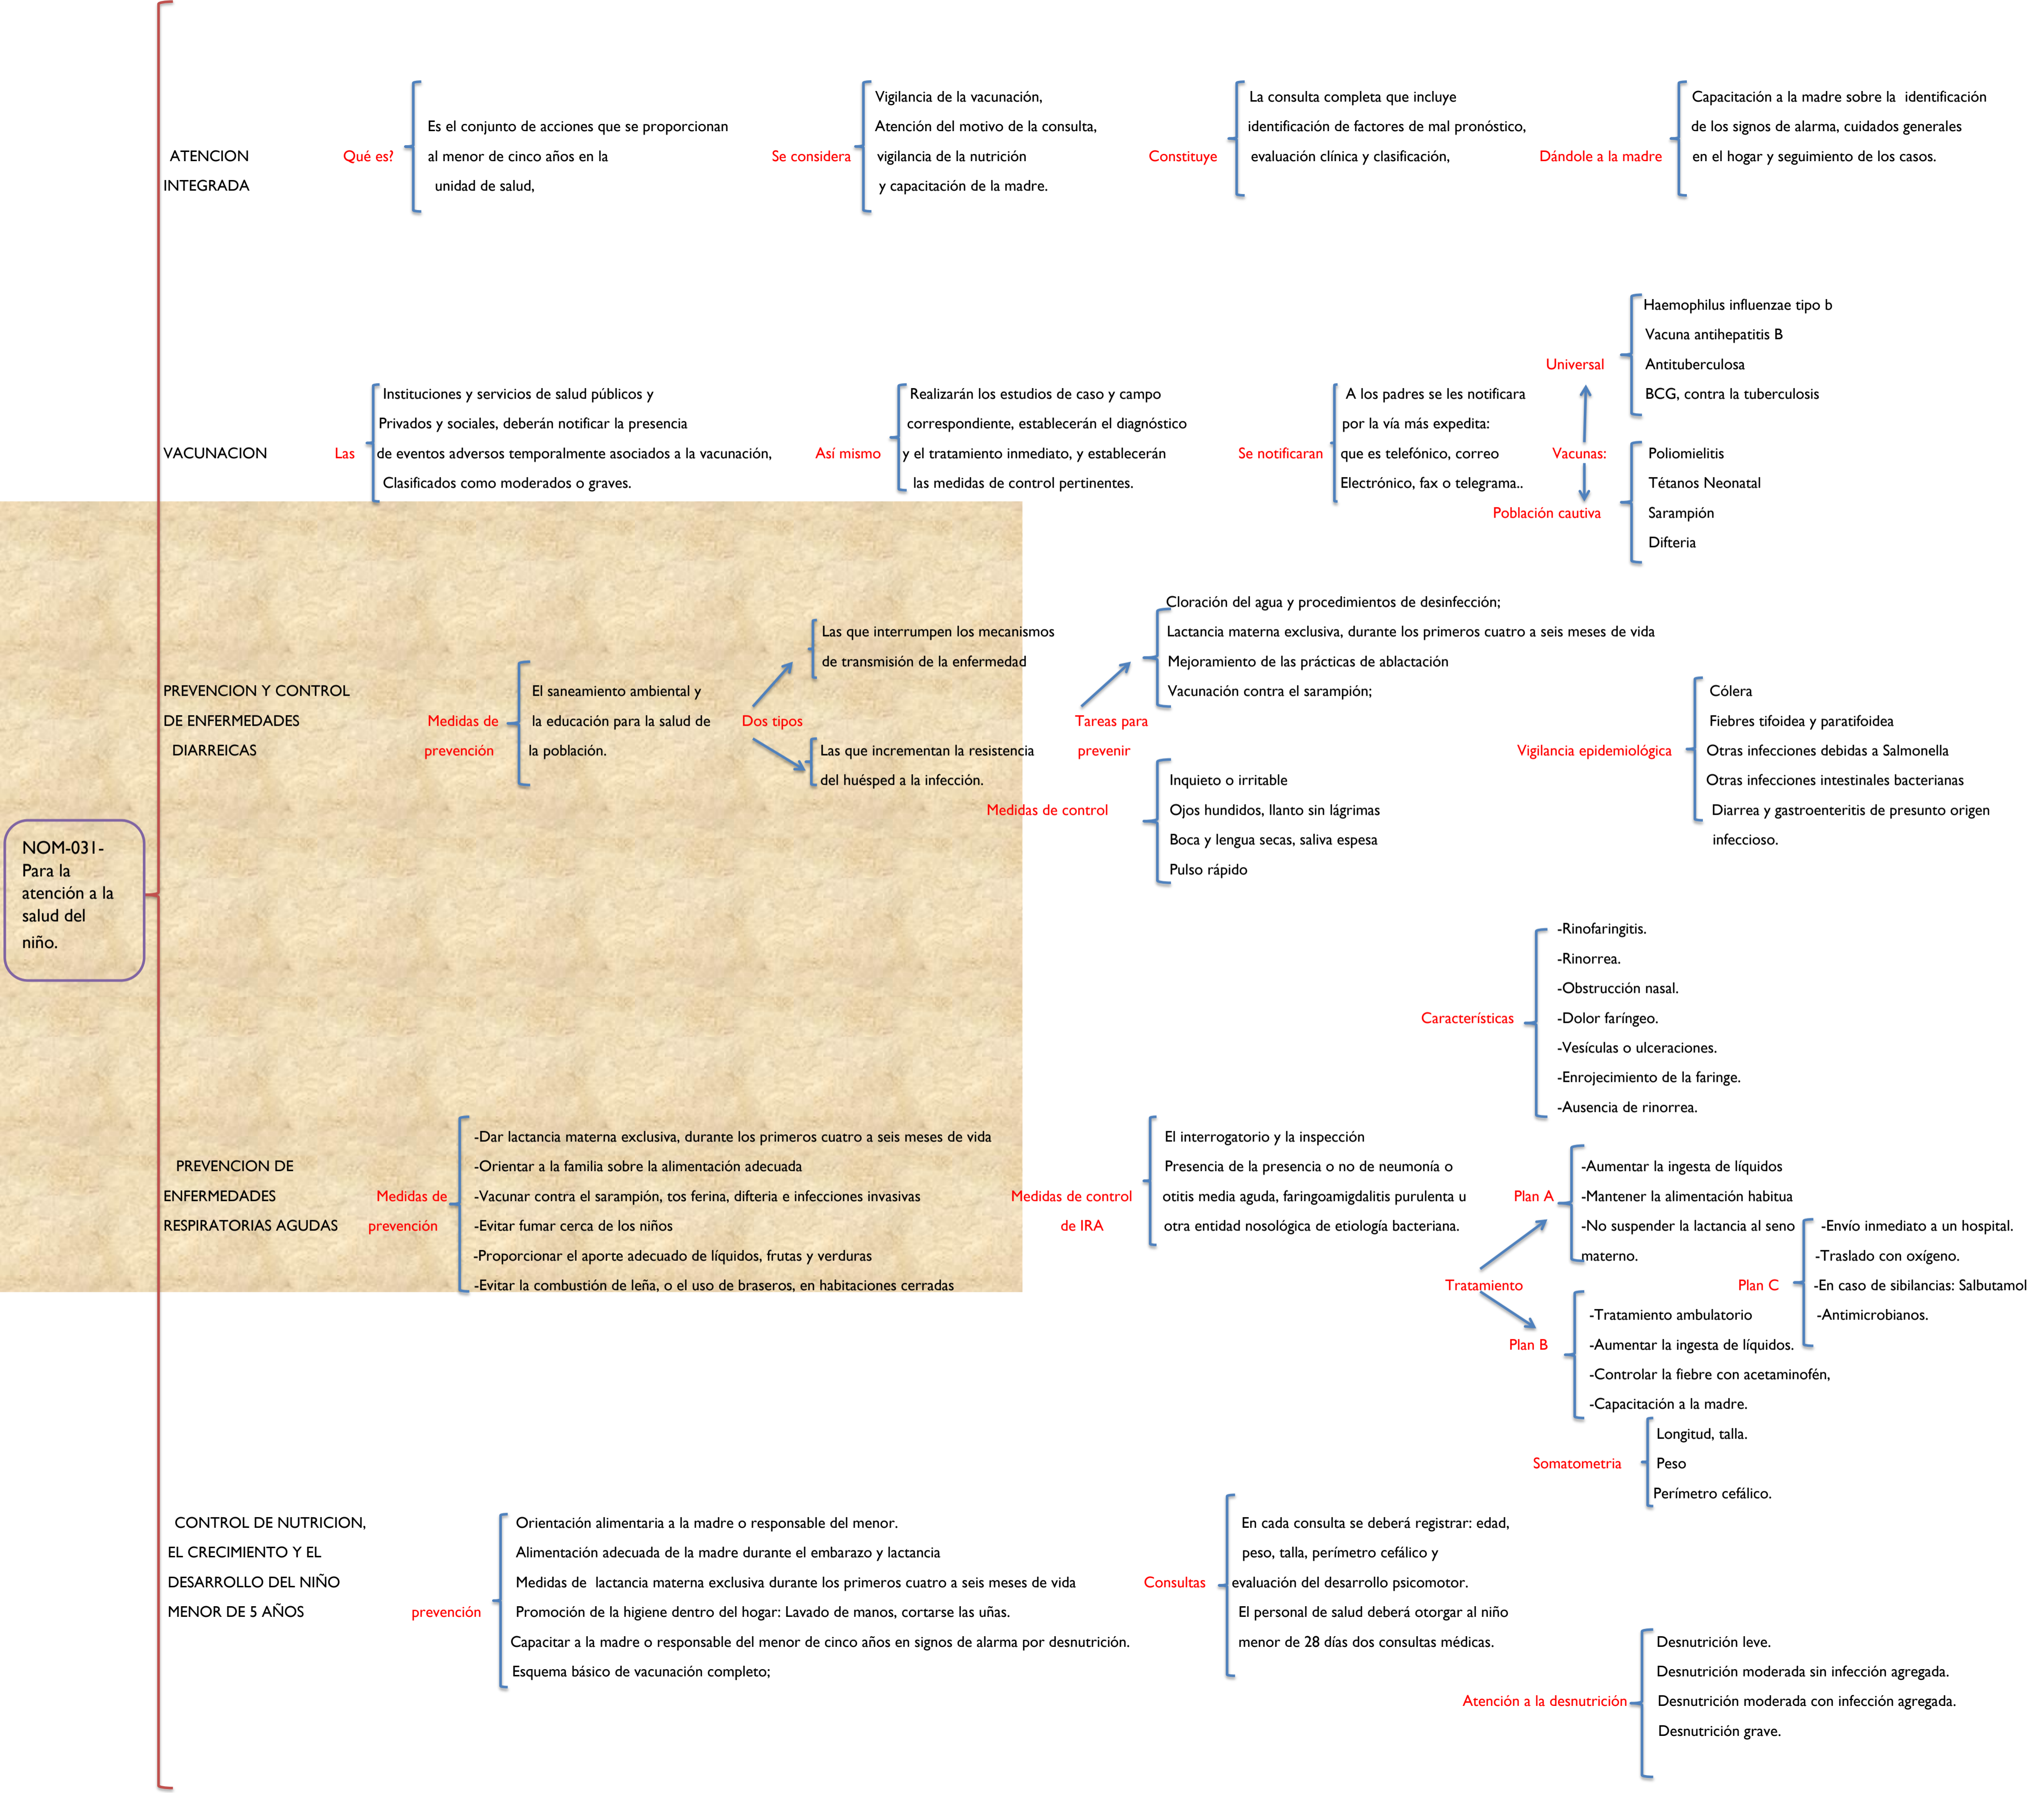 NOM-031-
Para la
atención a la
salud del
niño.
ATENCION
INTEGRADA
Qué es?
Es el conjunto de acciones que se proporcionan
al menor de cinco años en la
unidad de salud,
Se considera
Vigilancia de la vacunación,
Atención del motivo de la consulta,
vigilancia de la nutrición
y capacitación de la madre.
Constituye
La consulta completa que incluye
identificación de factores de mal pronóstico,
evaluación clínica y clasificación,
Dándole a la madre
Capacitación a la madre sobre la identificación
de los signos de alarma, cuidados generales
en el hogar y seguimiento de los casos.
VACUNACION
Las
Instituciones y servicios de salud públicos y
Privados y sociales, deberán notificar la presencia
de eventos adversos temporalmente asociados a la vacunación,
Clasificados como moderados o graves.
Así mismo
Realizarán los estudios de caso y campo
correspondiente, establecerán el diagnóstico
y el tratamiento inmediato, y establecerán
las medidas de control pertinentes.
Se notificaran
A los padres se les notificara
por la vía más expedita:
que es telefónico, correo
Electrónico, fax o telegrama..
Vacunas:
Universal
Haemophilus influenzae tipo b
Vacuna antihepatitis B
Antituberculosa
BCG, contra la tuberculosis
Población cautiva
Poliomielitis
Tétanos Neonatal
Sarampión
Difteria
PREVENCION Y CONTROL
DE ENFERMEDADES
DIARREICAS
Medidas de
prevención
El saneamiento ambiental y
la educación para la salud de
la población.
Dos tipos
Las que interrumpen los mecanismos
de transmisión de la enfermedad
Las que incrementan la resistencia
del huésped a la infección.
Tareas para
prevenir
Cloración del agua y procedimientos de desinfección;
Lactancia materna exclusiva, durante los primeros cuatro a seis meses de vida
Mejoramiento de las prácticas de ablactación
Vacunación contra el sarampión;
Medidas de control
Inquieto o irritable
Ojos hundidos, llanto sin lágrimas
Boca y lengua secas, saliva espesa
Pulso rápido
Vigilancia epidemiológica
Cólera
Fiebres tifoidea y paratifoidea
Otras infecciones debidas a Salmonella
Otras infecciones intestinales bacterianas
Diarrea y gastroenteritis de presunto origen
infeccioso.
PREVENCION DE
ENFERMEDADES
RESPIRATORIAS AGUDAS
Medidas de
prevención
-Dar lactancia materna exclusiva, durante los primeros cuatro a seis meses de vida
-Orientar a la familia sobre la alimentación adecuada
-Vacunar contra el sarampión, tos ferina, difteria e infecciones invasivas
-Evitar fumar cerca de los niños
-Proporcionar el aporte adecuado de líquidos, frutas y verduras
-Evitar la combustión de leña, o el uso de braseros, en habitaciones cerradas
Medidas de control
de IRA
El interrogatorio y la inspección
Presencia de la presencia o no de neumonía o
otitis media aguda, faringoamigdalitis purulenta u
otra entidad nosológica de etiología bacteriana.
Características
-Rinofaringitis.
-Rinorrea.
-Obstrucción nasal.
-Dolor faríngeo.
-Vesículas o ulceraciones.
-Enrojecimiento de la faringe.
-Ausencia de rinorrea.
Tratamiento
Plan A
-Aumentar la ingesta de líquidos
-Mantener la alimentación habitua
-No suspender la lactancia al seno
materno.
Plan B
-Tratamiento ambulatorio
-Aumentar la ingesta de líquidos.
-Controlar la fiebre con acetaminofén,
-Capacitación a la madre.
Plan C
-Envío inmediato a un hospital.
-Traslado con oxígeno.
-En caso de sibilancias: Salbutamol
-Antimicrobianos.
CONTROL DE NUTRICION,
EL CRECIMIENTO Y EL
DESARROLLO DEL NIÑO
MENOR DE 5 AÑOS
prevención
Orientación alimentaria a la madre o responsable del menor.
Alimentación adecuada de la madre durante el embarazo y lactancia
Medidas de lactancia materna exclusiva durante los primeros cuatro a seis meses de vida
Promoción de la higiene dentro del hogar: Lavado de manos, cortarse las uñas.
Capacitar a la madre o responsable del menor de cinco años en signos de alarma por desnutrición.
Esquema básico de vacunación completo;
Consultas
En cada consulta se deberá registrar: edad,
peso, talla, perímetro cefálico y
evaluación del desarrollo psicomotor.
El personal de salud deberá otorgar al niño
menor de 28 días dos consultas médicas.
Somatometria
Longitud, talla.
Peso
Perímetro cefálico.
Atención a la desnutrición
Desnutrición leve.
Desnutrición moderada sin infección agregada.
Desnutrición moderada con infección agregada.
Desnutrición grave.